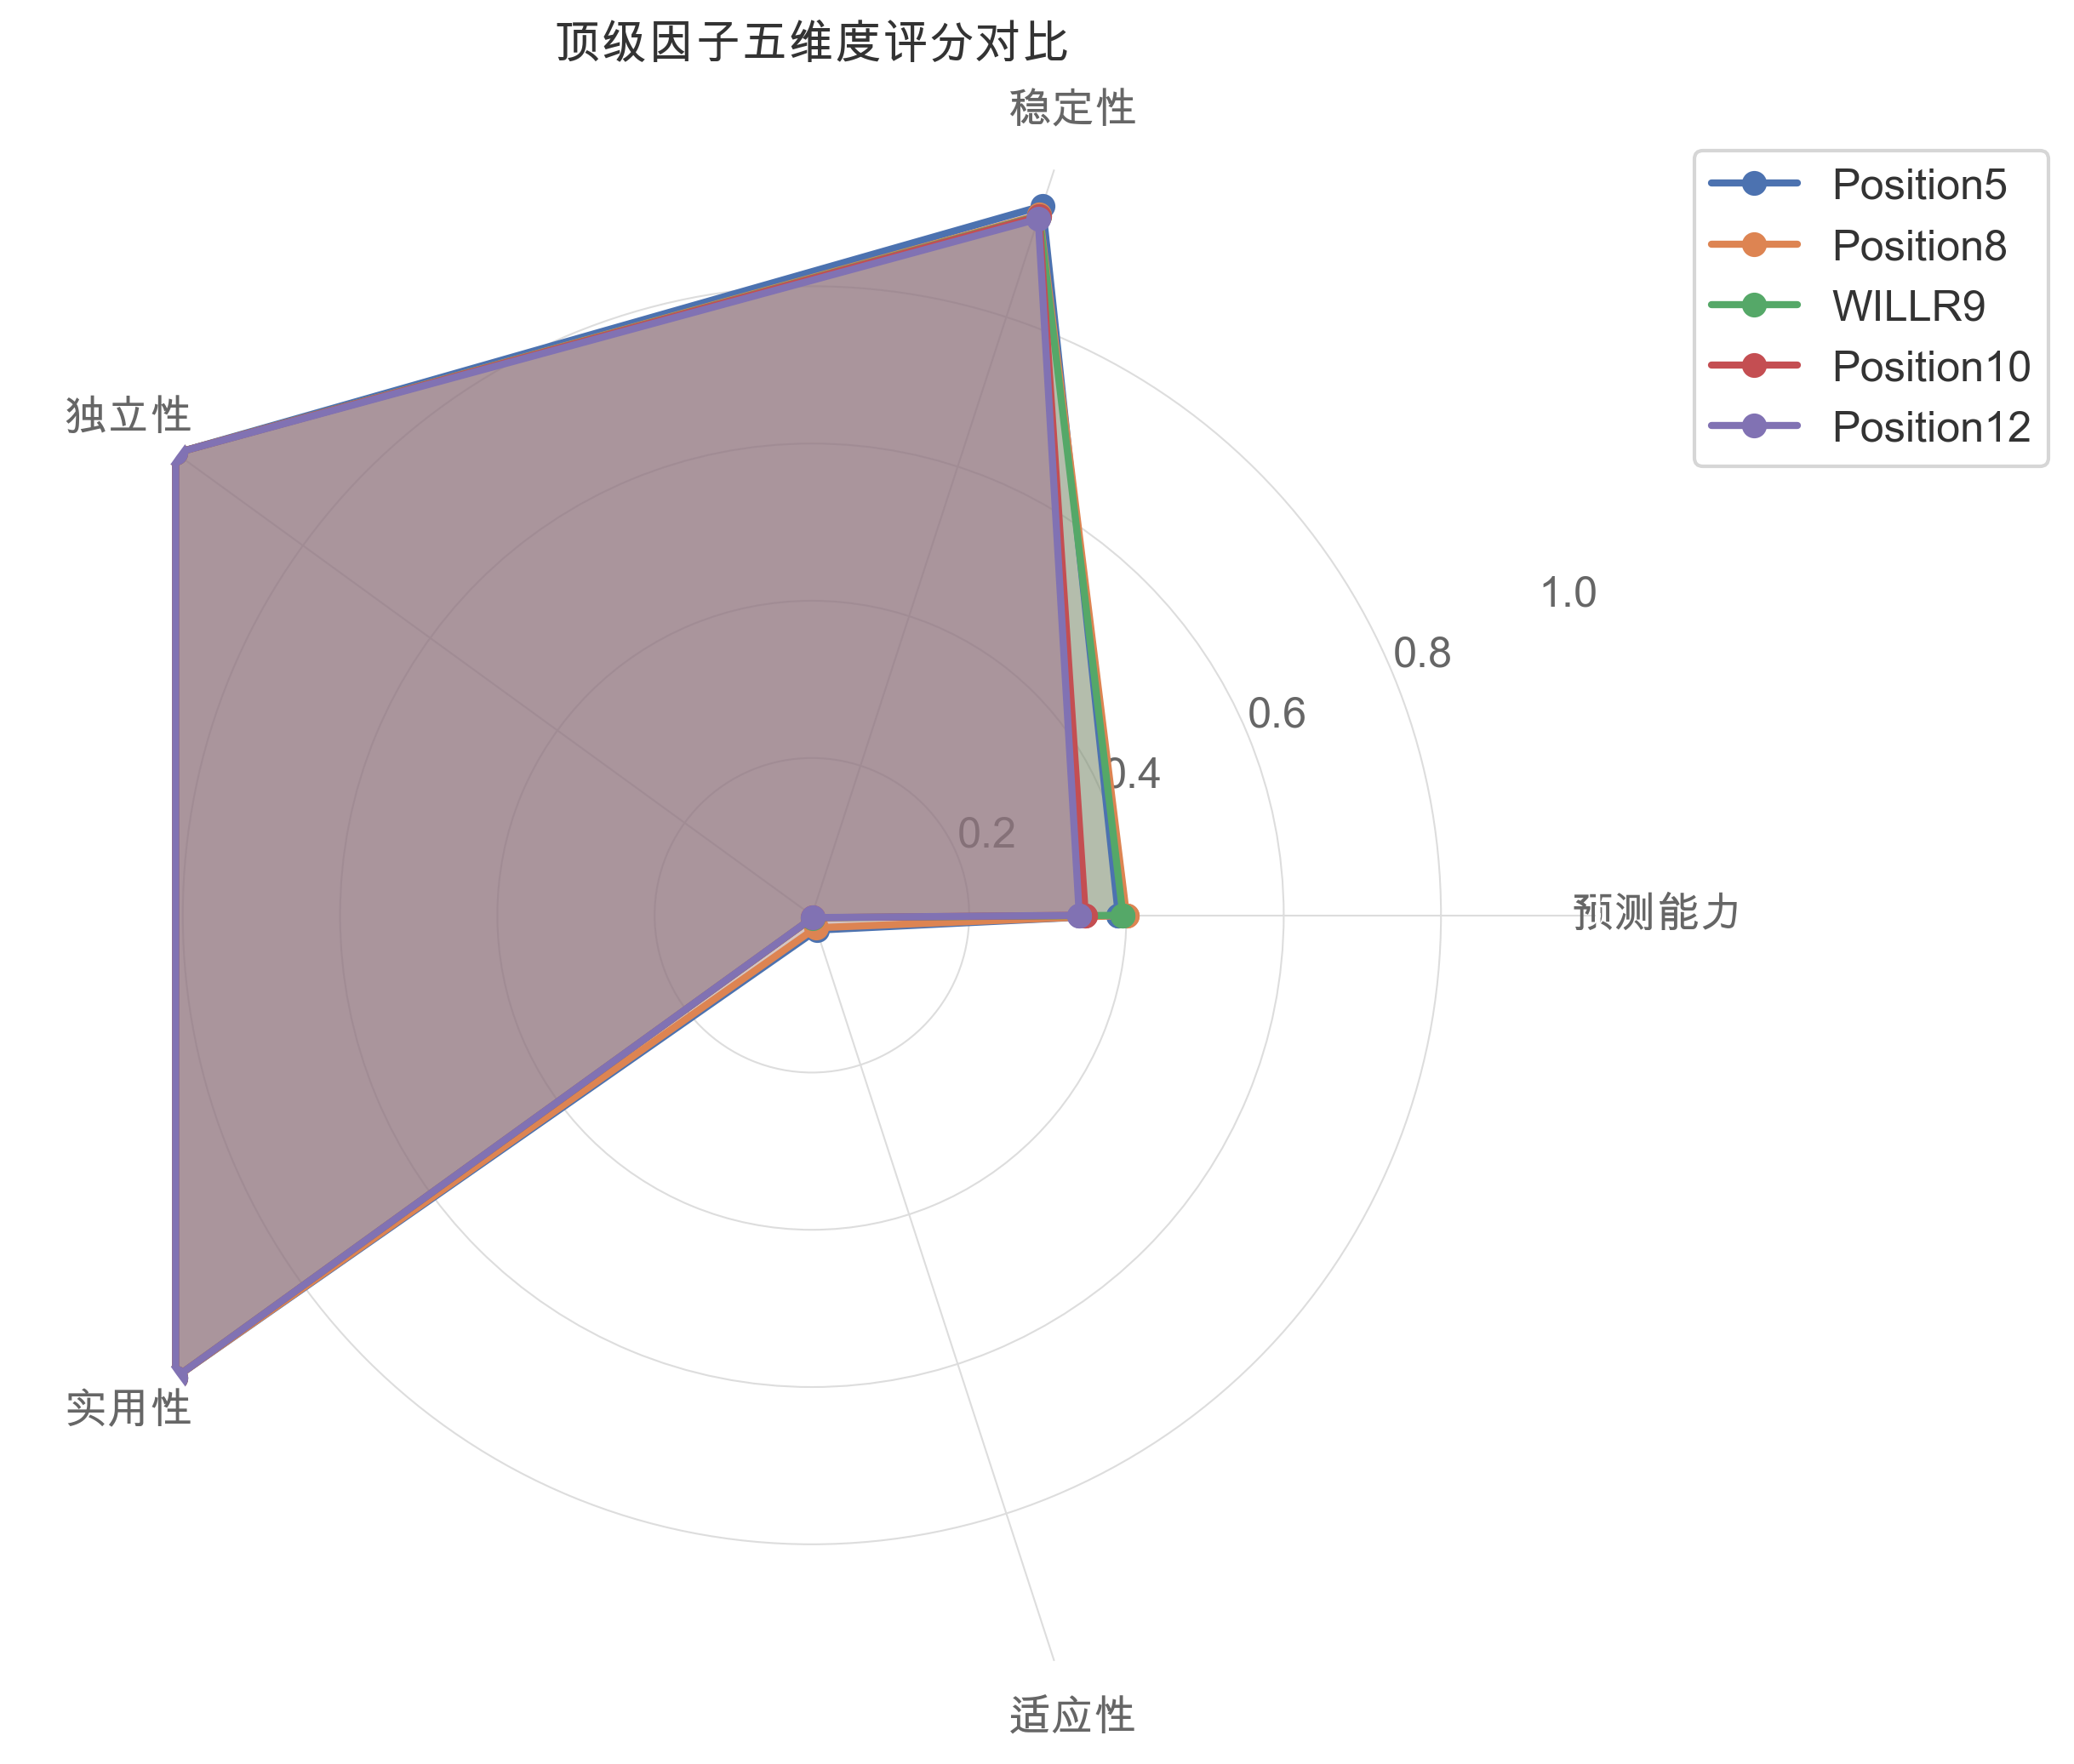 顶级因子五维度评分对比
稳定性
Position5
Position8
WILLR9
Position10
Position12
独立性
1.0
0.8
0.6
0.4
0.2
预测能力
实用性
适应性